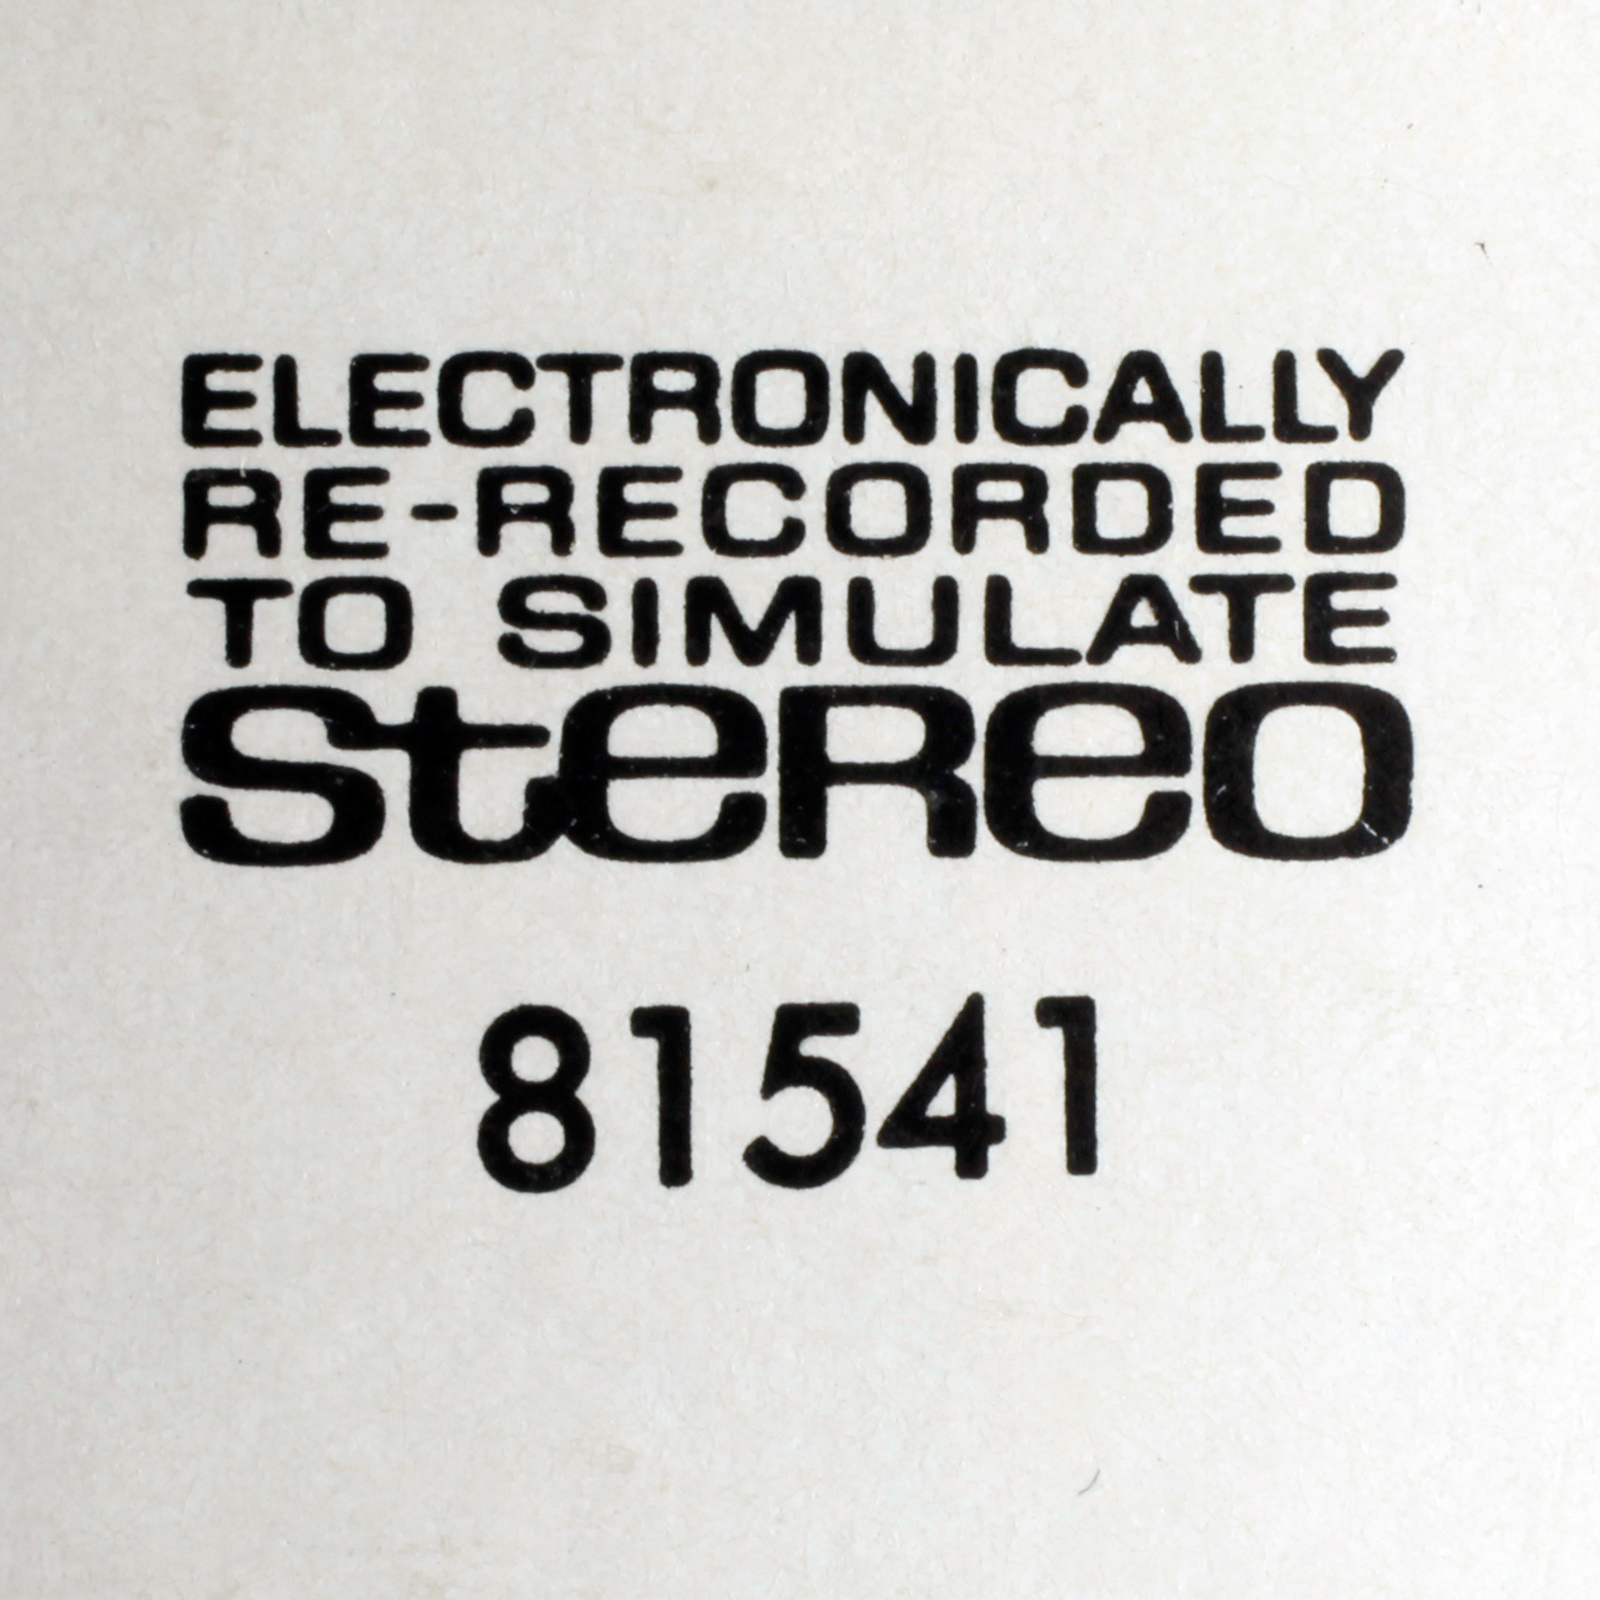 ELECTRONICALLY
RE-RECORDED
TO SIMULATE
steReo
81541